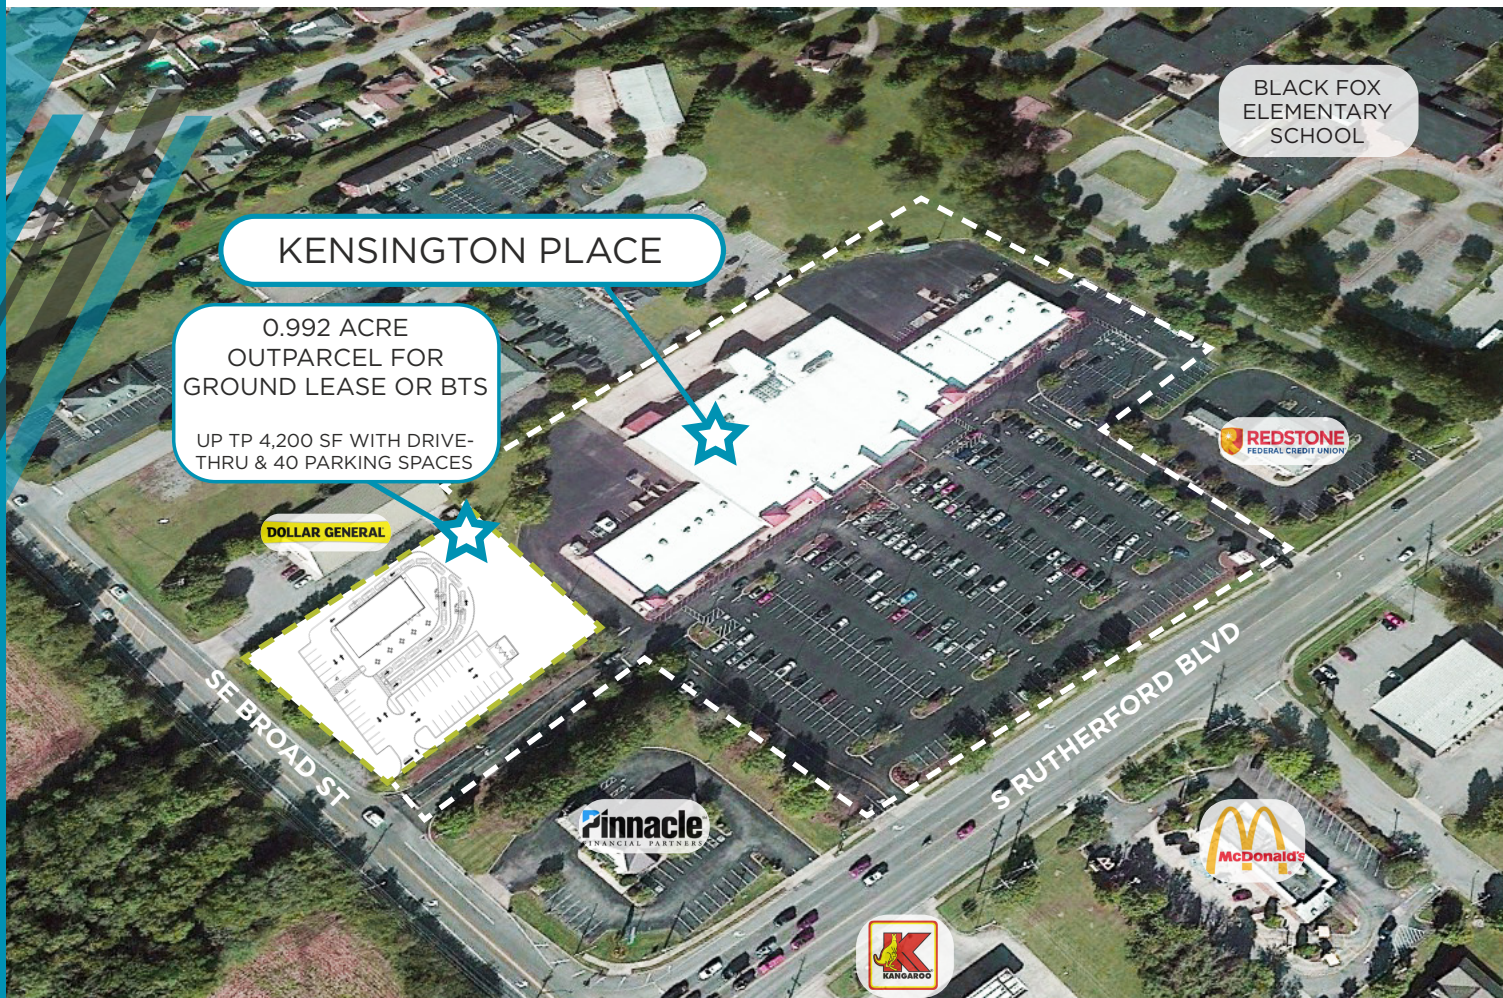 BLACK FOX
ELEMENTARY
SCHOOL
KENSINGTON PLACE
0.992 ACRE
OUTPARCEL FOR
GROUND LEASE OR BTS
UP TP 4,200 SF WITH DRIVE-
THRU & 40 PARKING SPACES
REDSTONE
FEDERAL CREDIT UNION
DOLLAR GENERAL
SE BROAD ST
S RUTHERFORD BLVD
Pinnacle
FINANCIAL PARTNERS
McDonald's
K
KANGAROO